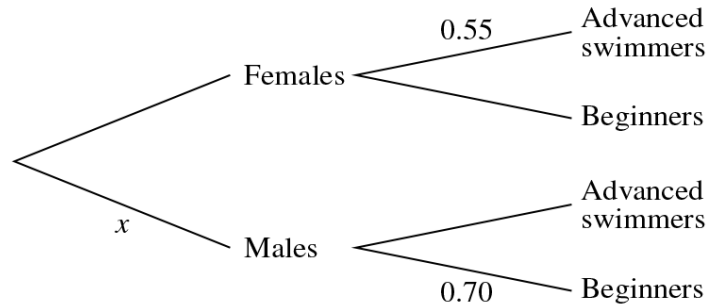 0.55
Advanced
swimmers
Females
Beginners
x
Males
Advanced
swimmers
0.70
Beginners